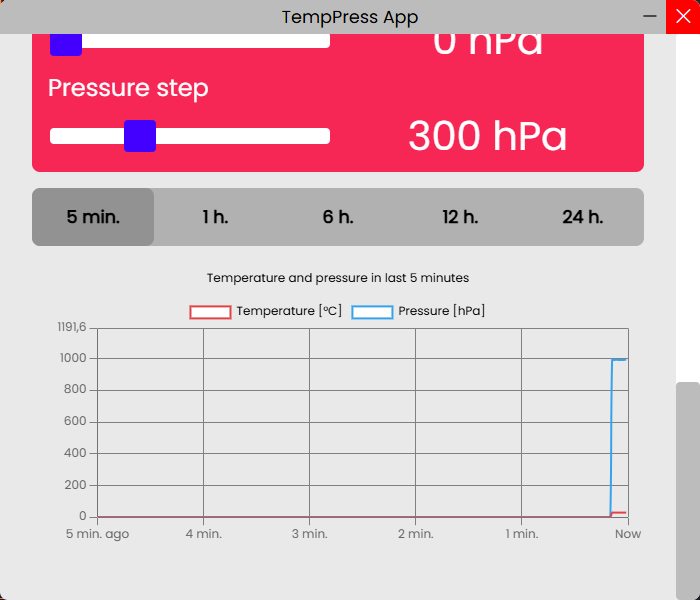 TempPress App
0 hPa
Pressure step
300 hPa
5 min. 1 h. 6 h. 12 h. 24 h.
Temperature and pressure in last 5 minutes
Temperature [°C] Pressure [hPa]
1191,6
1000
800
600
400
200
0
5 min. ago 4 min. 3 min. 2 min. 1 min. Now